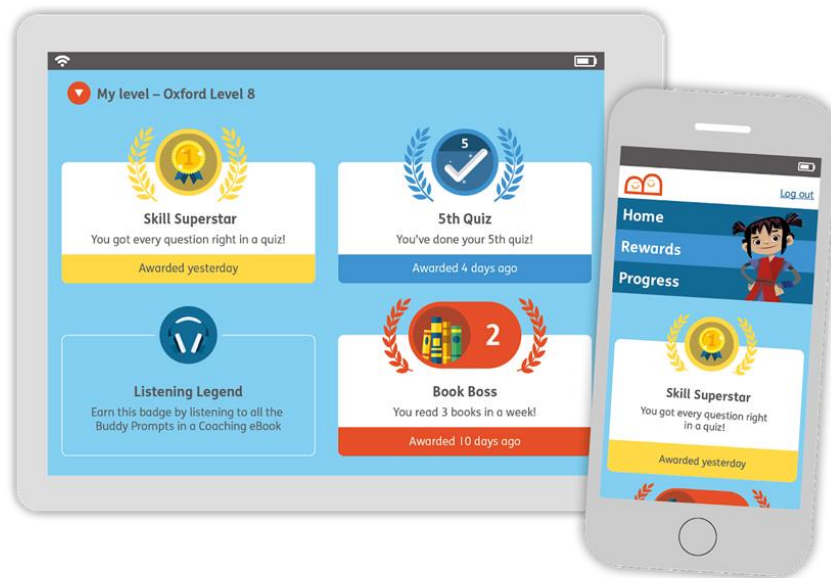 My level – Oxford Level 8
1
Skill Superstar
You got every question right in a quiz!
Awarded yesterday
5
5th Quiz
You've done your 5th quiz!
Awarded 4 days ago
Listening Legend
Earn this badge by listening to all the
Buddy Prompts in a Coaching eBook
2
Book Boss
You read 3 books in a week!
Awarded 10 days ago
Log out
Home
Rewards
Progress
1
Skill Superstar
You got every question right
in a quiz!
Awarded yesterday